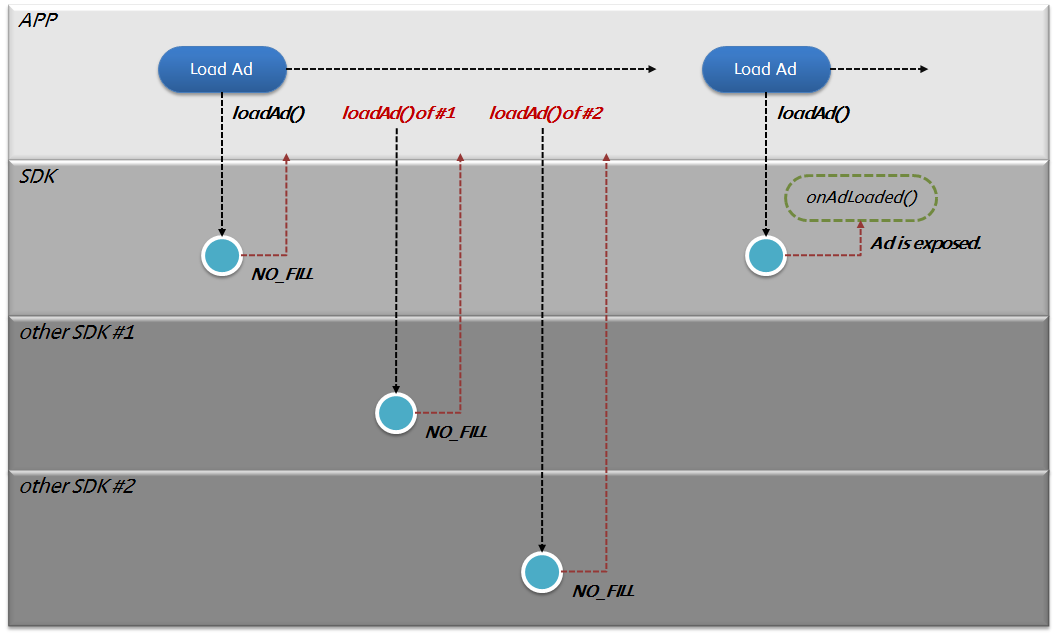 APP
Load Ad
Load Ad
loadAd()
loadAd()of #1
loadAd()of #2
loadAd()
SDK
onAdLoaded()
Ad is exposed.
NO_FILL
other SDK #1
NO_FILL
other SDK #2
NO_FILL